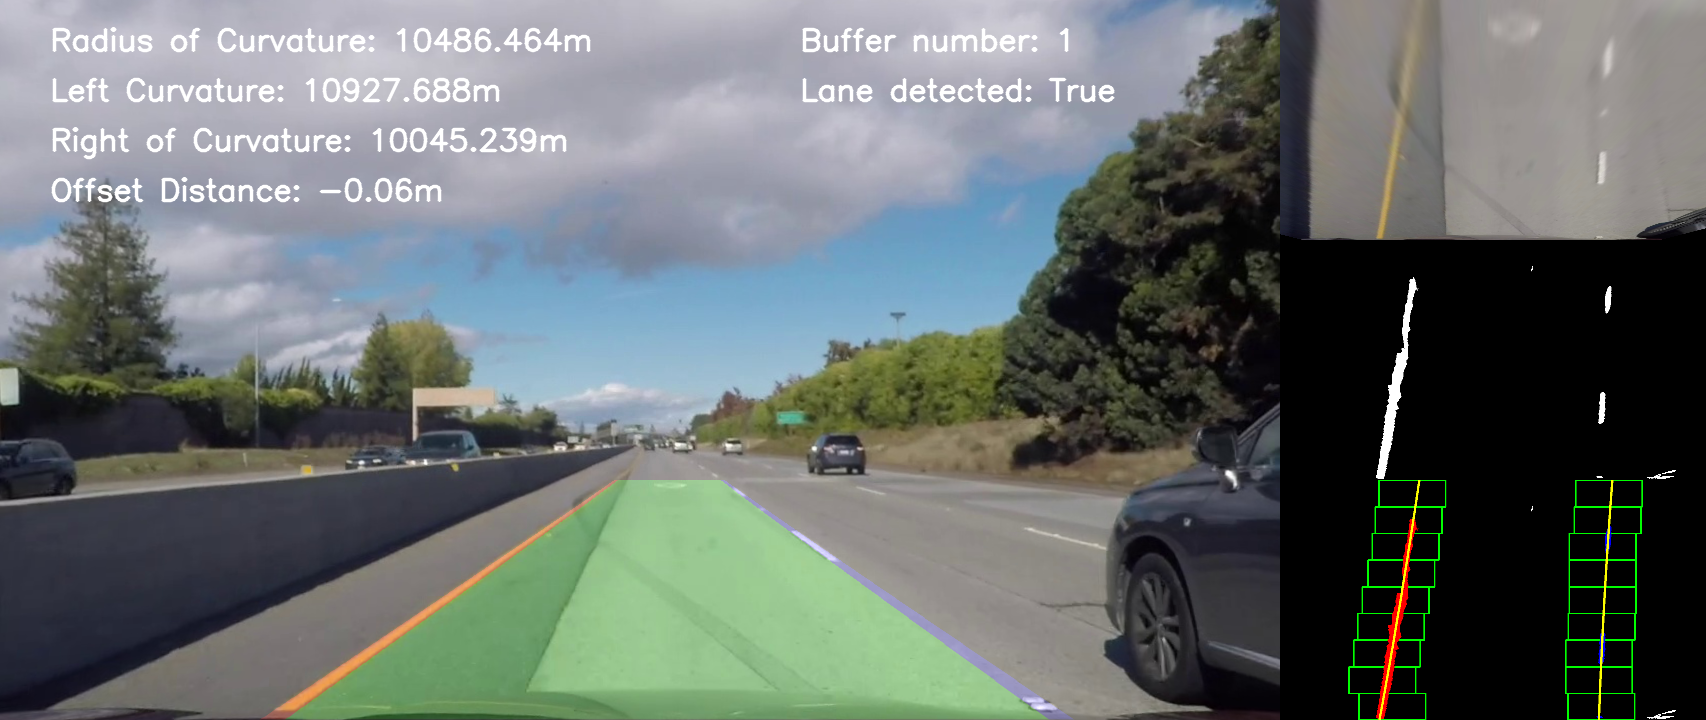 Radius of Curvature: 10486.464m
Left Curvature: 10927.688m
Right of Curvature: 10045.239m
Offset Distance: -0.06m
Buffer number: 1
Lane detected: True